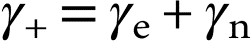 γ₊ = γₑ + γₙ